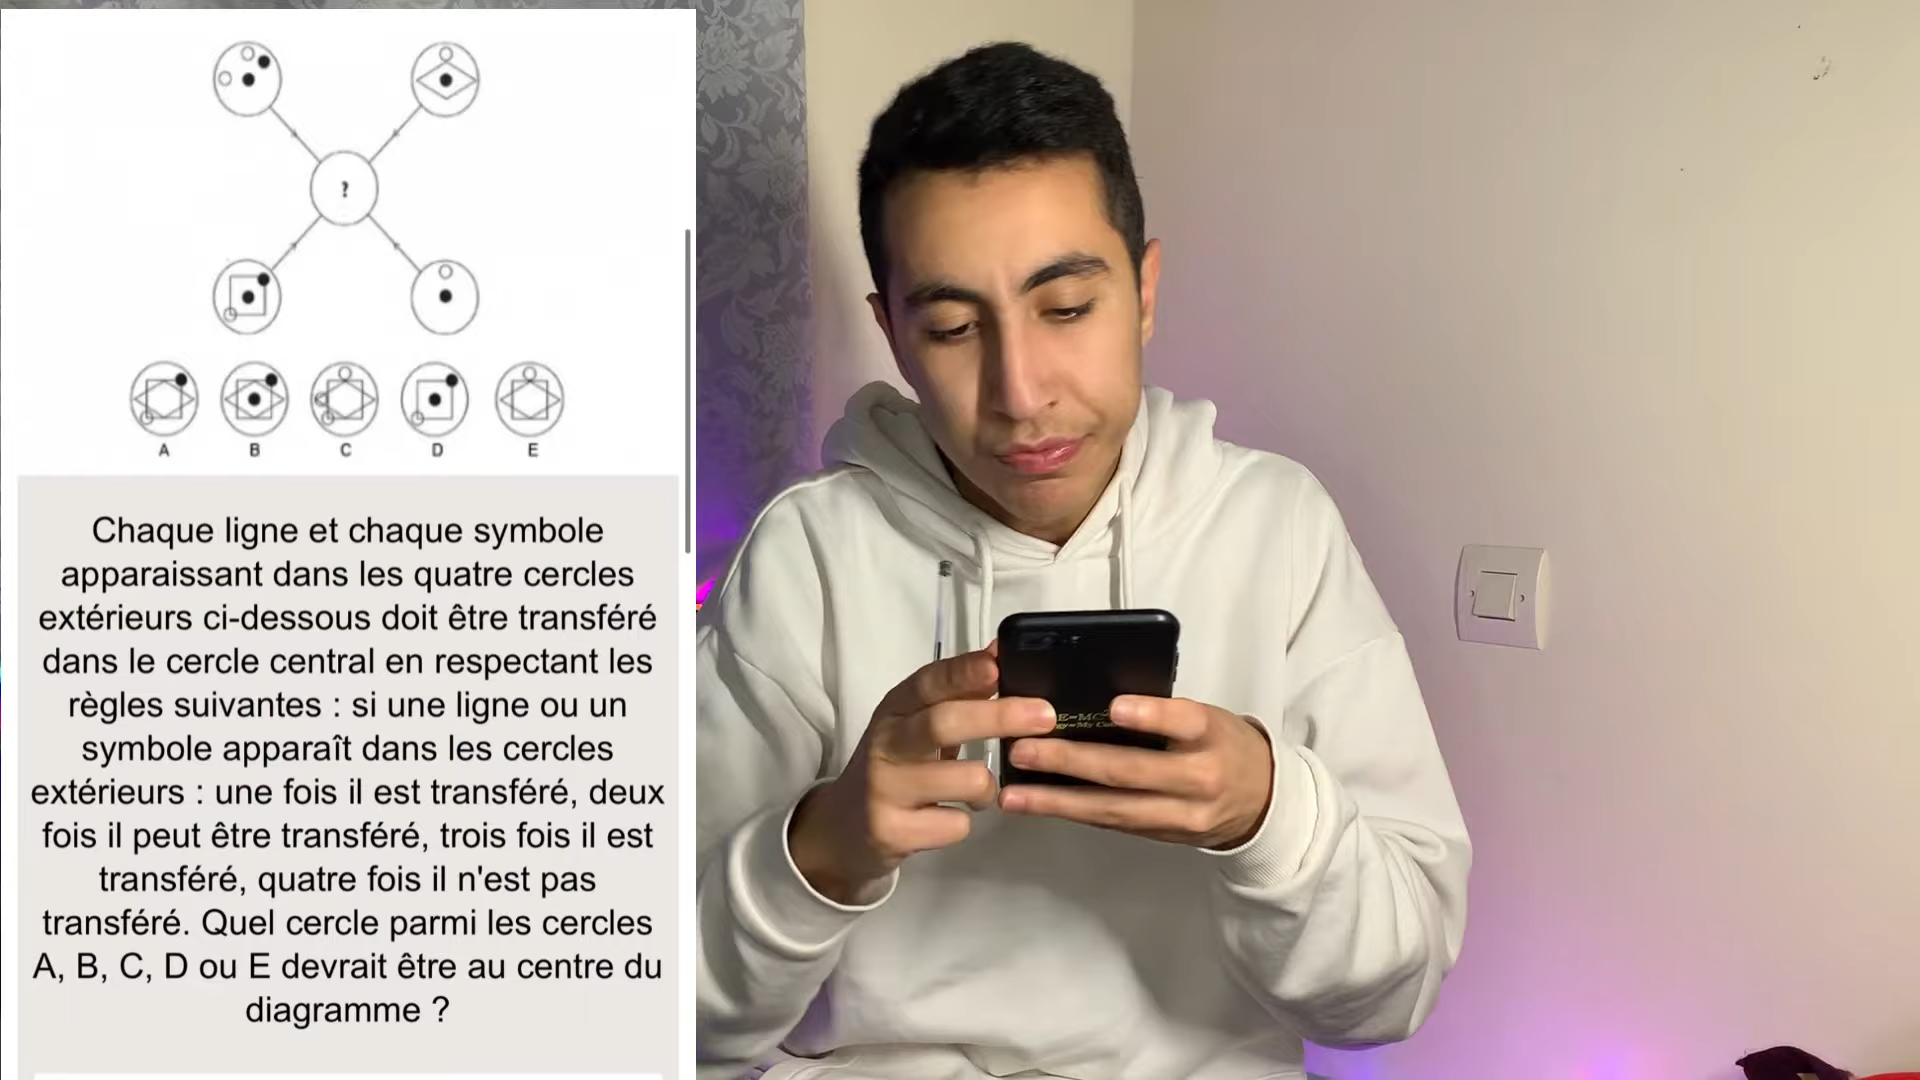 ?
A B C D E
Chaque ligne et chaque symbole
apparaissant dans les quatre cercles
extérieurs ci-dessous doit être transféré
dans le cercle central en respectant les
règles suivantes : si une ligne ou un
symbole apparaît dans les cercles
extérieurs : une fois il est transféré, deux
fois il peut être transféré, trois fois il est
transféré, quatre fois il n'est pas
transféré. Quel cercle parmi les cercles
A, B, C, D ou E devrait être au centre du
diagramme ?